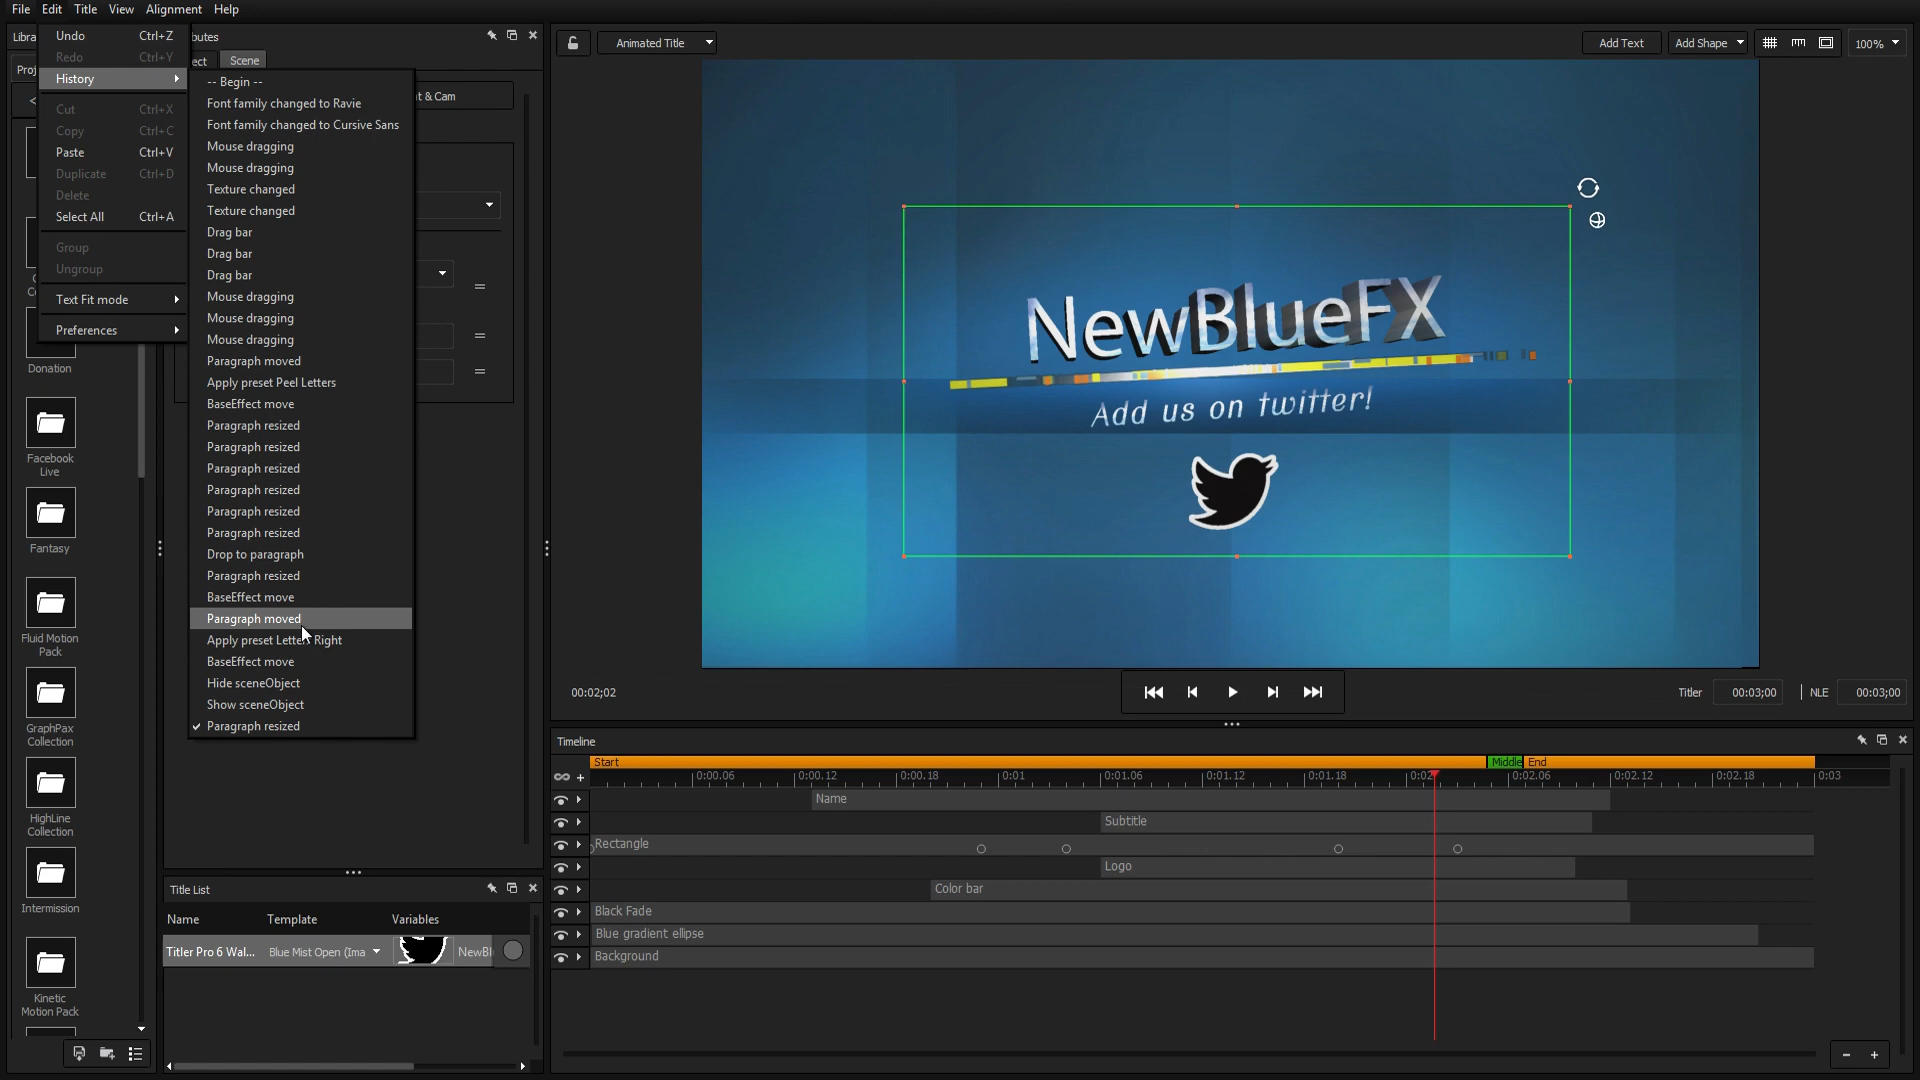 File Edit Title View Alignment Help
Undo Ctrl+Z
Redo Ctrl+Y
History
Cut Ctrl+X
Copy Ctrl+C
Paste Ctrl+V
Duplicate Ctrl+D
Delete
Select All Ctrl+A
Group
Ungroup
Text Fit mode
Preferences
-- Begin --
Font family changed to Ravie
Font family changed to Cursive Sans
Mouse dragging
Mouse dragging
Texture changed
Texture changed
Drag bar
Drag bar
Drag bar
Mouse dragging
Mouse dragging
Mouse dragging
Paragraph moved
Apply preset Peel Letters
BaseEffect move
Paragraph resized
Paragraph resized
Paragraph resized
Paragraph resized
Paragraph resized
Paragraph resized
Drop to paragraph
Paragraph resized
BaseEffect move
Paragraph moved
Apply preset Letter Right
BaseEffect move
Hide sceneObject
Show sceneObject
Paragraph resized
Libra
Proj
<
Donation
Facebook
Live
Fantasy
Fluid Motion
Pack
GraphPax
Collection
HighLine
Collection
Intermission
Kinetic
Motion Pack
butes
ect Scene
t & Cam
Title List
Name Template Variables
Titler Pro 6 Wal... Blue Mist Open (Ima NewBl
Animated Title
Add Text Add Shape 100%
NewBlueFX
Add us on twitter!
00:02;02
Titler 00:03;00 NLE 00:03;00
Timeline
Start Middle End
0:00.06 0:00.12 0:00.18 0:01 0:01.06 0:01.12 0:01.18 0:02 0:02.06 0:02.12 0:02.18 0:03
Name
Subtitle
Rectangle
Logo
Color bar
Black Fade
Blue gradient ellipse
Background